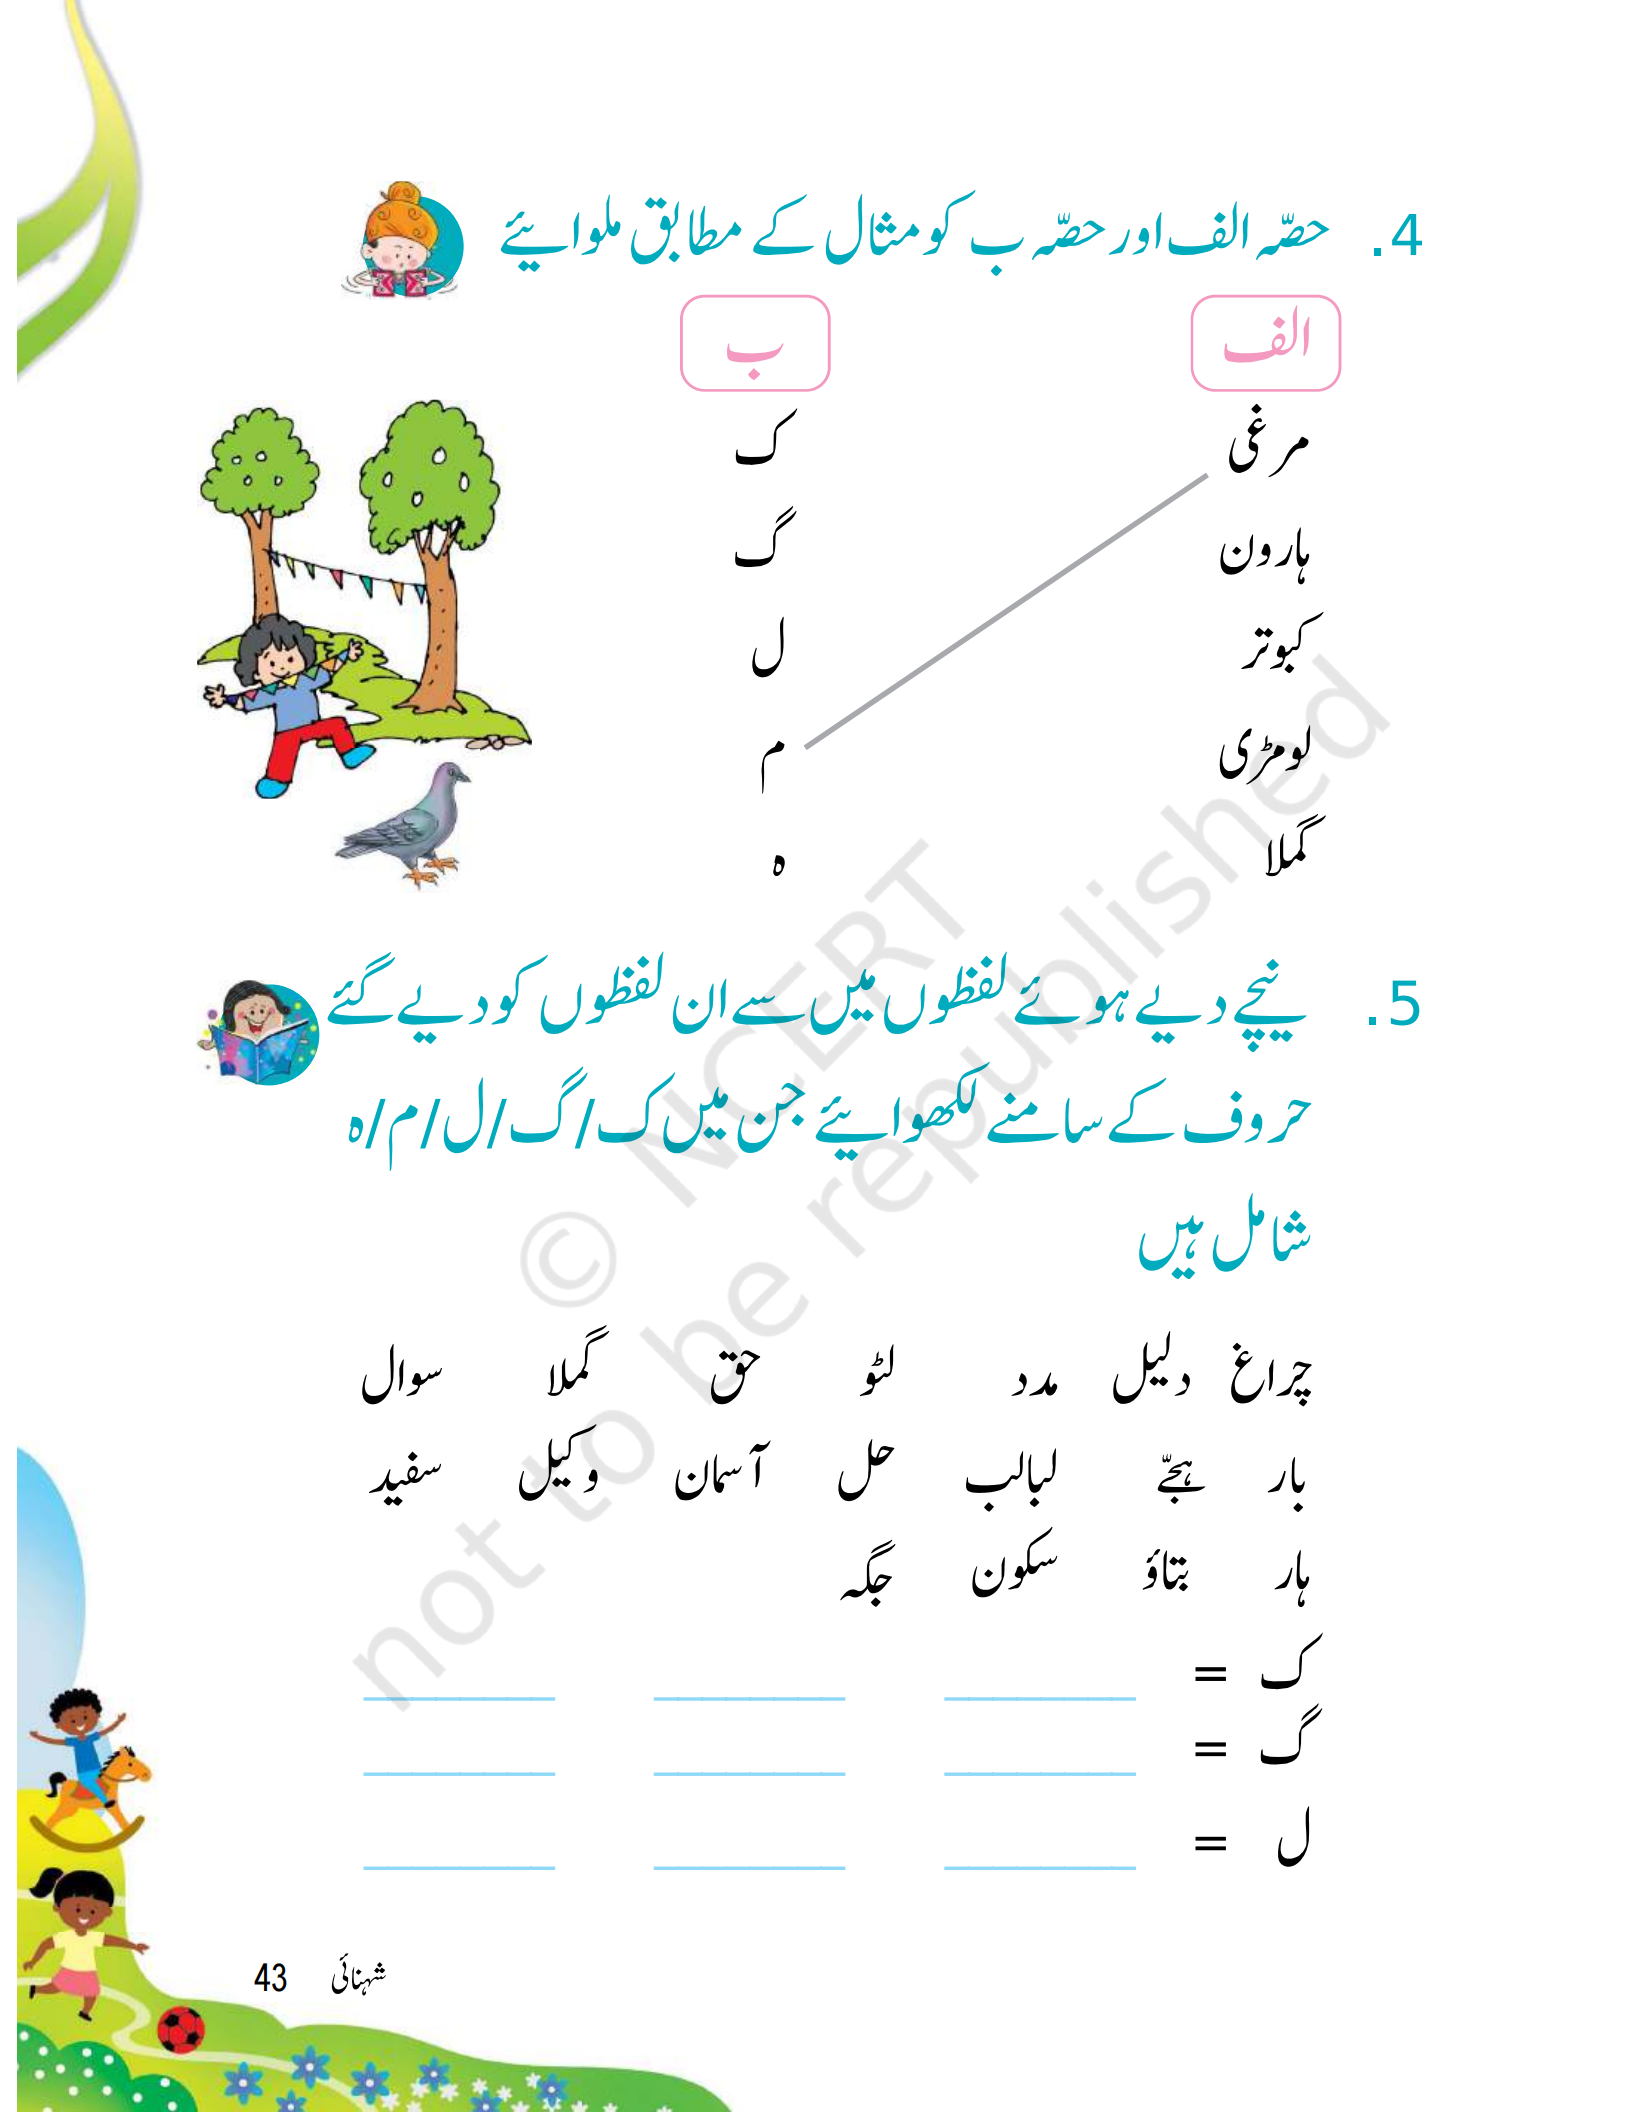 4. حصّہ الف اور حصّہ ب کو مثال کے مطابق ملوایئے
الف ب
مرغی ک
ہارون گ
کبوتر ل
لومڑی م
گملا ہ
5. نیچے دیے ہوئے لفظوں میں سے ان لفظوں کو دیے گئے
حروف کے سامنے لکھوایئے جن میں ک/گ/ل/م/ہ
شامل ہیں
چراغ دلیل مدد لٹو حق گملا سوال
بار ہجّے لبالب حل آسمان وکیل سفید
ہار بتاؤ سکون جگہ
ک = ________ ________ ________
گ = ________ ________ ________
ل = ________ ________ ________
شہنائی 43
© NCERT
not to be republished